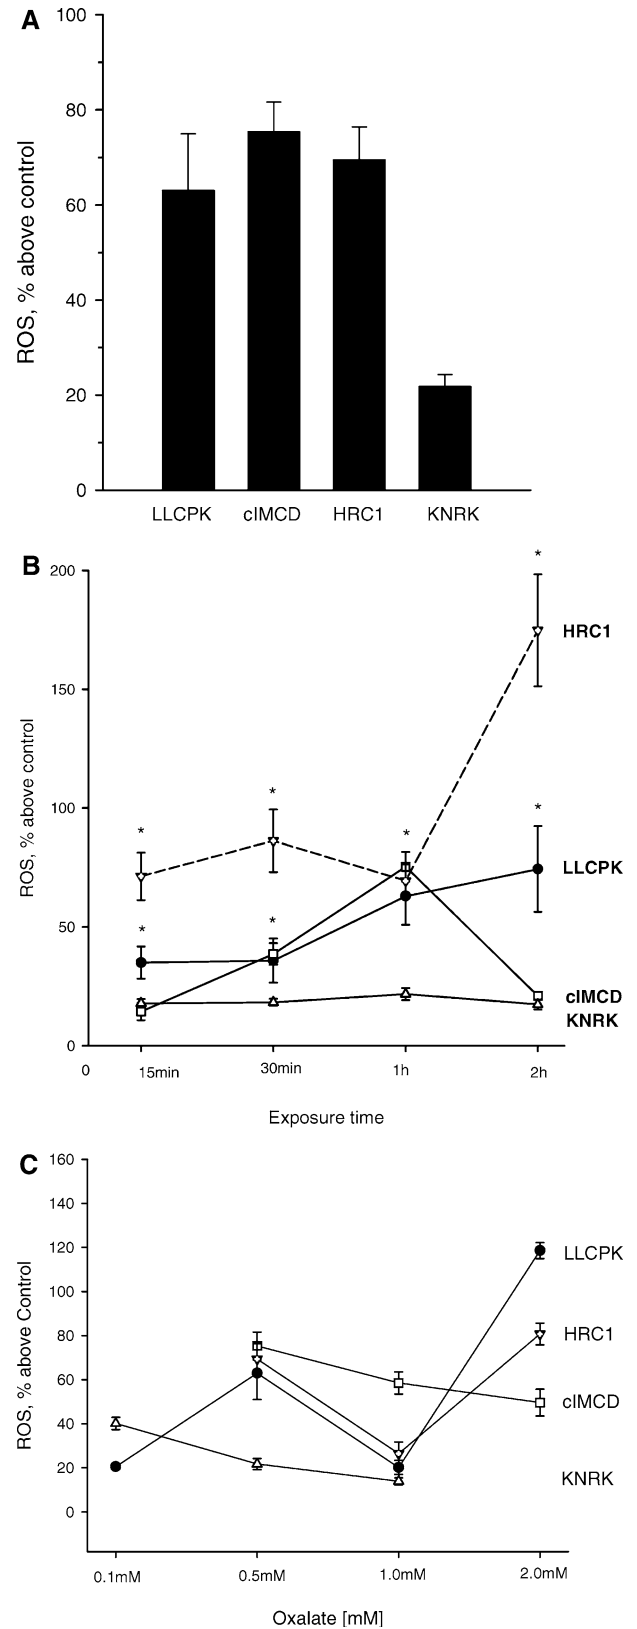 A
100
80
60
40
20
0
ROS, % above control
LLCPK cIMCD HRC1 KNRK
B
200
150
100
50
0
ROS, % above control
* * * * * * *
HRC1
LLCPK
cIMCD
KNRK
0 15min 30min 1h 2h
Exposure time
C
160
140
120
100
80
60
40
20
0
ROS, % above Control
LLCPK
HRC1
cIMCD
KNRK
0.1mM 0.5mM 1.0mM 2.0mM
Oxalate [mM]